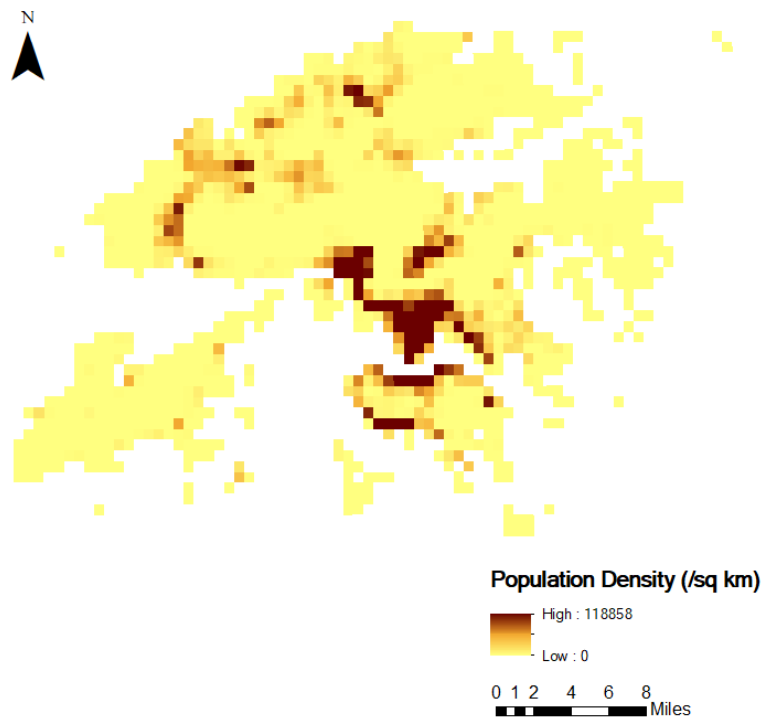 N
Population Density (/sq km)
High : 118858
Low : 0
0 1 2 4 6 8
Miles